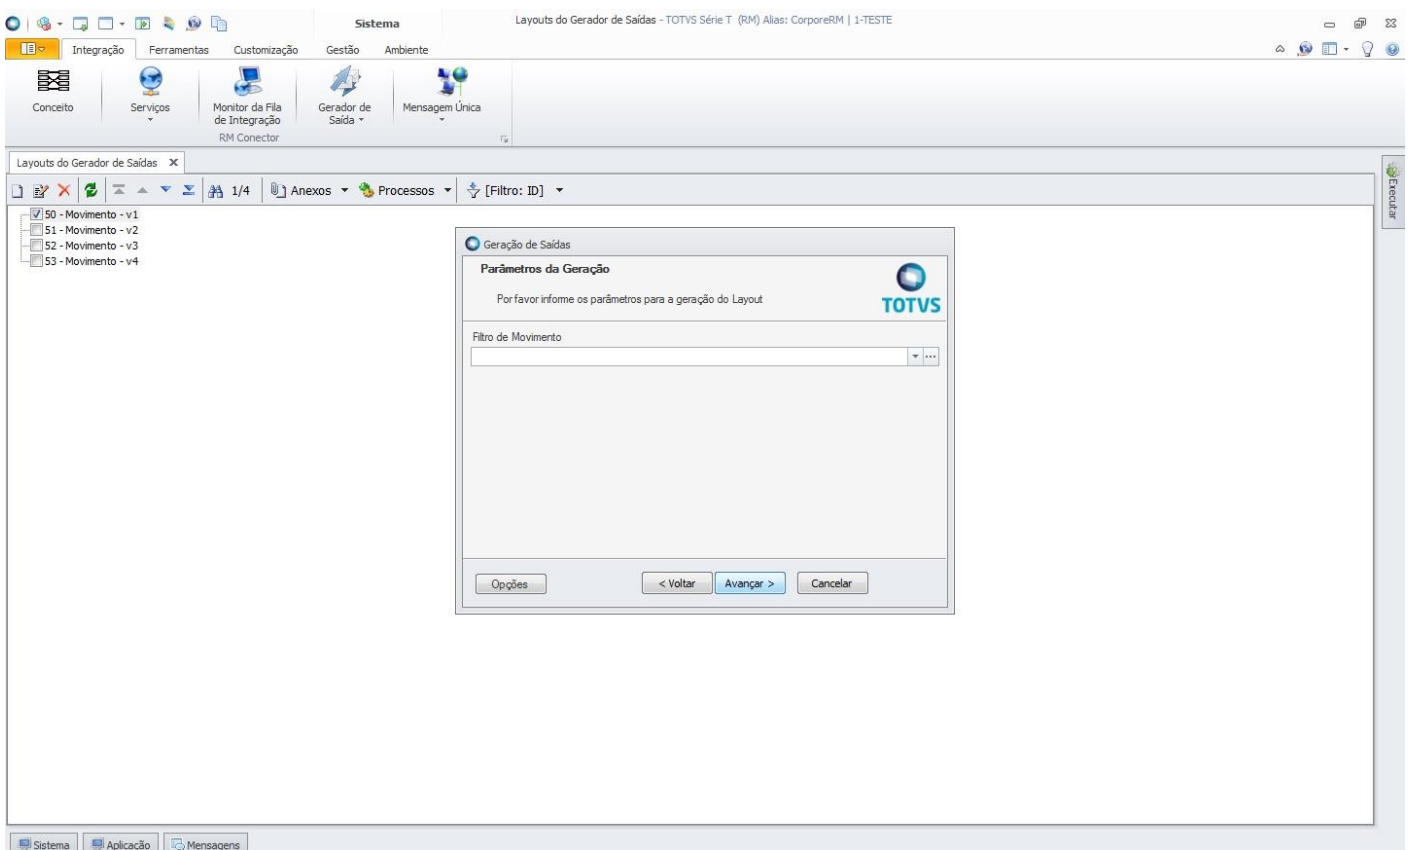 Sistema
Layouts do Gerador de Saídas - TOTVS Série T (RM) Alias: CorporeRM | 1-TESTE
Integração Ferramentas Customização Gestão Ambiente
Conceito Serviços Monitor da Fila Gerador de Mensagem Única
de Integração Saída
RM Conector
Layouts do Gerador de Saídas X
Executar
1/4 Anexos Processos [Filtro: ID]
50 - Movimento - v1
51 - Movimento - v2
52 - Movimento - v3
53 - Movimento - v4
Geração de Saídas
Parâmetros da Geração
Por favor informe os parâmetros para a geração do Layout
TOTVS
Filtro de Movimento
Opções < Voltar Avançar > Cancelar
Sistema Aplicação Mensagens